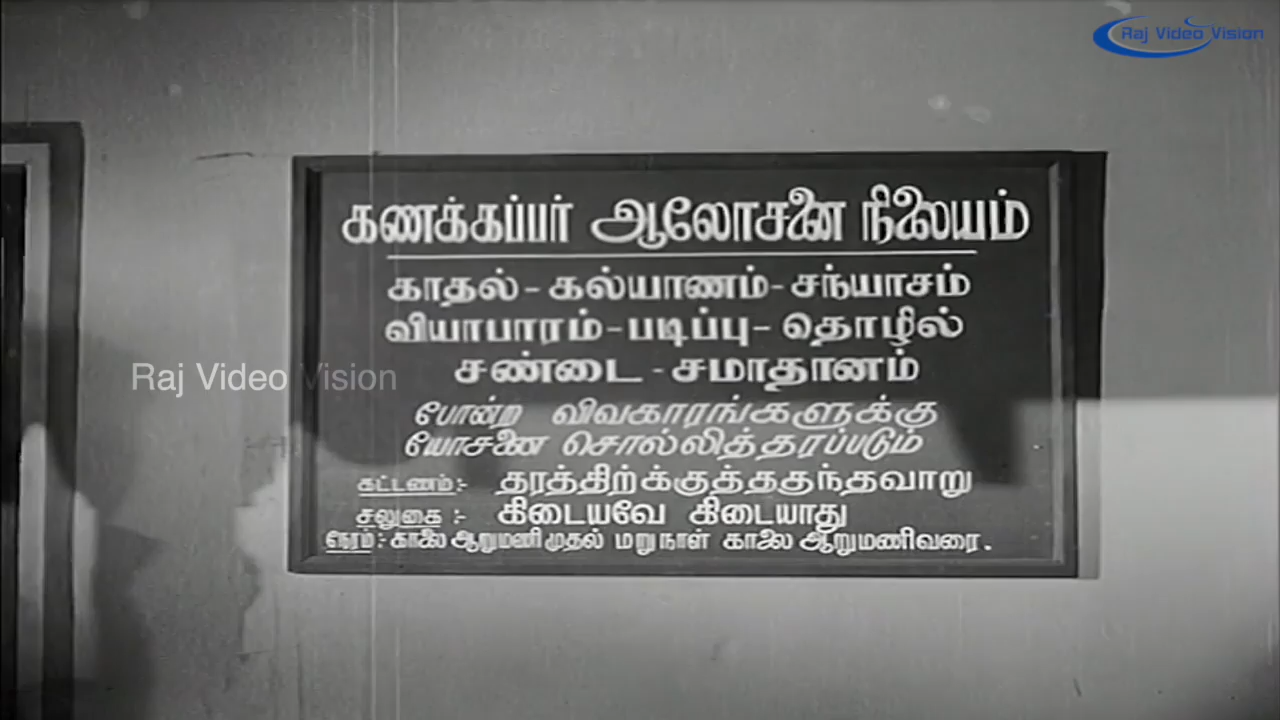 Raj Video Vision
கணக்கப்பர் ஆலோசனை நிலையம்
காதல் - கல்யாணம் - சந்யாசம்
வியாபாரம் - படிப்பு - தொழில்
சண்டை - சமாதானம்
Raj Video Vision
போன்ற விவகாரங்களுக்கு
யோசனை சொல்லித்தரப்படும்
கட்டணம்:- தரத்திற்க்குத்ததந்தவாறு
சலுகை :- கிடையவே கிடையாது
நேரம்:- காலை ஆறுமனி முதல் மறுநாள் காலை ஆறுமணிவரை.